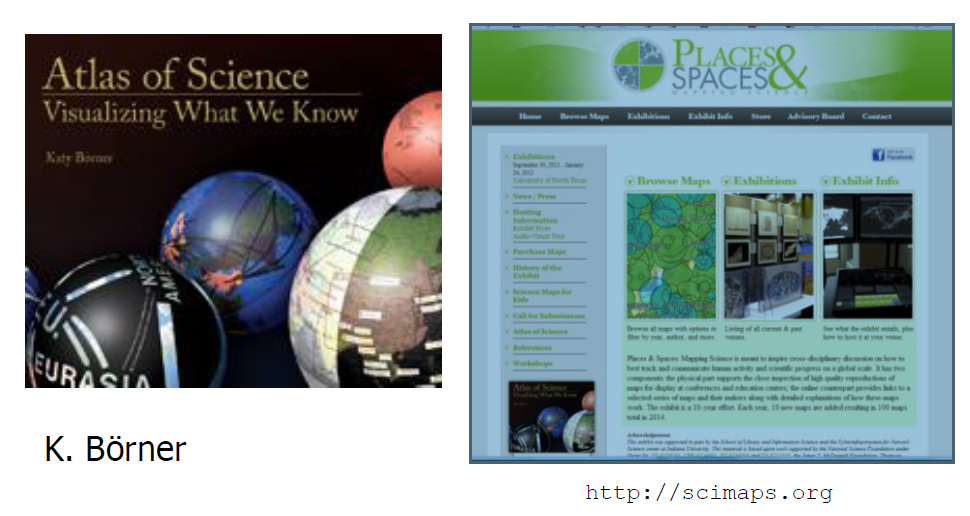 Atlas of Science
Visualizing What We Know
Katy Börner
EURASIA
K. Börner
PLACES&
SPACES
MAPPING SCIENCE
Home Browse Maps Exhibitions Exhibit Info Store Advisory Board Contact
Facebook
Exhibitions
University of North Texas
News / Press
Hosting
Information
Exhibit Flyer
Audio-Visual Tour
Purchase Maps
History of the
Exhibit
Science Maps for
Kids
Call for Submissions
Atlas of Science
References
Workshops
Atlas of Science
Visualizing What We Know
Browse Maps
Exhibitions
Exhibit Info
Browse all maps with options to
filter by year, author, and more
Listing of all current & past
venues.
See what the exhibit entails, plus
how to host it at your venue.
Places & Spaces: Mapping Science is meant to inspire cross-disciplinary discussion on how to
best track and communicate human activity and scientific progress on a global scale. It has two
components: the physical part supports the close inspection of high quality reproductions of
maps for display at conferences and education centers; the online counterpart provides links to a
selected series of maps and their makers along with detailed explanations of how these maps
work. The exhibit is a 10-year effort. Each year, 10 new maps are added resulting in 100 maps
total in 2014.
Acknowledgements
This exhibit was supported in part by the School of Library and Information Science and the Cyberinfrastructure for Network
Science center at Indiana University. This material is based upon work supported by the National Science Foundation under
http://scimaps.org